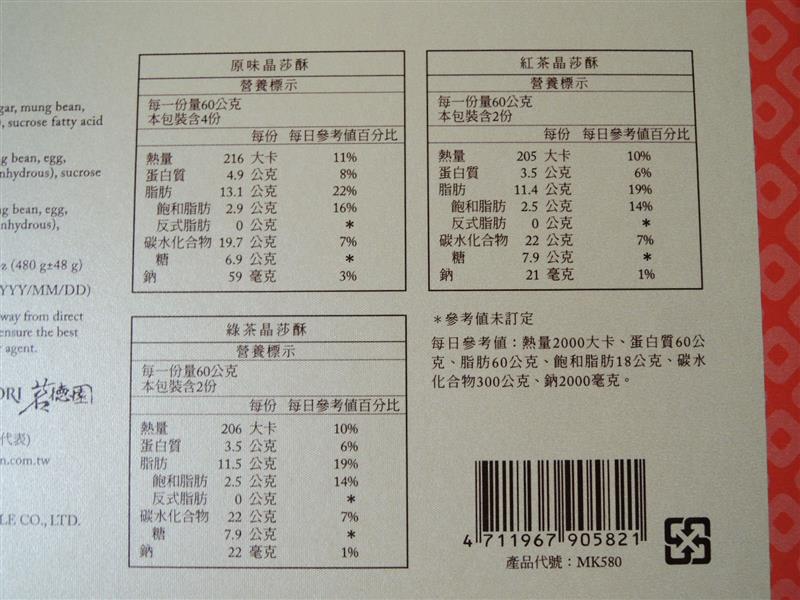 gar, mung bean,
, sucrose fatty acid
g bean, egg,
nhydrous), sucrose
ng bean, egg,
nhydrous),
z (480 g±48 g)
YYY/MM/DD)
way from direct
ensure the best
r agent.
ORI 茗德園
代表)
n.com.tw
LE CO., LTD.
原味晶莎酥
營養標示
每一份量60公克
本包裝含4份
每份 每日參考值百分比
熱量 216 大卡 11%
蛋白質 4.9 公克 8%
脂肪 13.1 公克 22%
飽和脂肪 2.9 公克 16%
反式脂肪 0 公克 *
碳水化合物 19.7 公克 7%
糖 6.9 公克 *
鈉 59 毫克 3%
紅茶晶莎酥
營養標示
每一份量60公克
本包裝含2份
每份 每日參考值百分比
熱量 205 大卡 10%
蛋白質 3.5 公克 6%
脂肪 11.4 公克 19%
飽和脂肪 2.5 公克 14%
反式脂肪 0 公克 *
碳水化合物 22 公克 7%
糖 7.9 公克 *
鈉 21 毫克 1%
綠茶晶莎酥
營養標示
每一份量60公克
本包裝含2份
每份 每日參考值百分比
熱量 206 大卡 10%
蛋白質 3.5 公克 6%
脂肪 11.5 公克 19%
飽和脂肪 2.5 公克 14%
反式脂肪 0 公克 *
碳水化合物 22 公克 7%
糖 7.9 公克 *
鈉 22 毫克 1%
*參考值未訂定
每日參考值：熱量2000大卡、蛋白質60公
克、脂肪60公克、飽和脂肪18公克、碳水
化合物300公克、鈉2000毫克。
4 711967 905821
產品代號：MK580